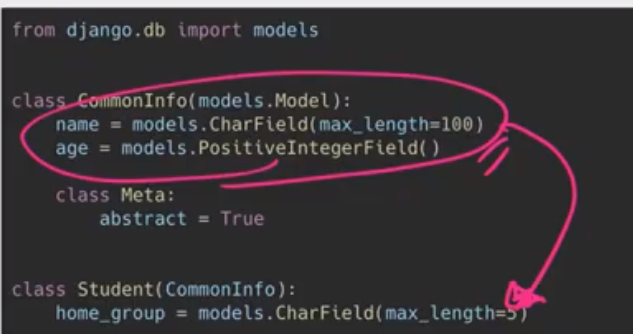 from django.db import models
class CommonInfo(models.Model):
    name = models.CharField(max_length=100)
    age = models.PositiveIntegerField()
    class Meta:
        abstract = True
class Student(CommonInfo):
    home_group = models.CharField(max_length=5)